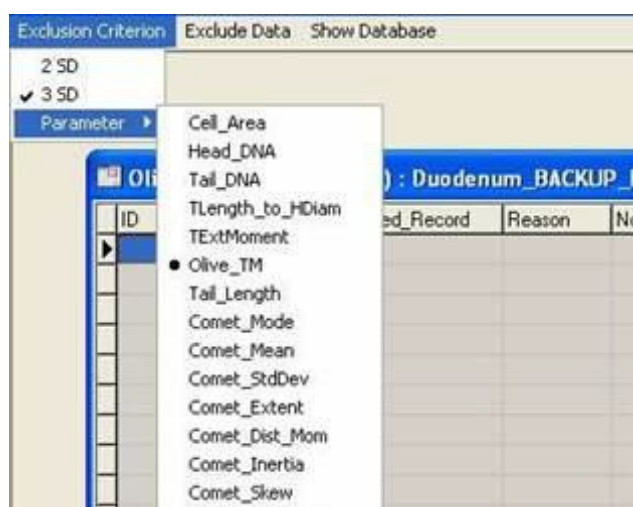 Exclusion Criterion Exclude Data Show Database
2 SD
3 SD
Parameter
Cell_Area
Head_DNA
Tail_DNA
TLength_to_HDiam
TExtMoment
Olive_TM
Tail_Length
Comet_Mode
Comet_Mean
Comet_StdDev
Comet_Extent
Comet_Dist_Mom
Comet_Inertia
Comet_Skew
Oli ) : Duodenum_BACKUP_
ID ed_Record Reason No